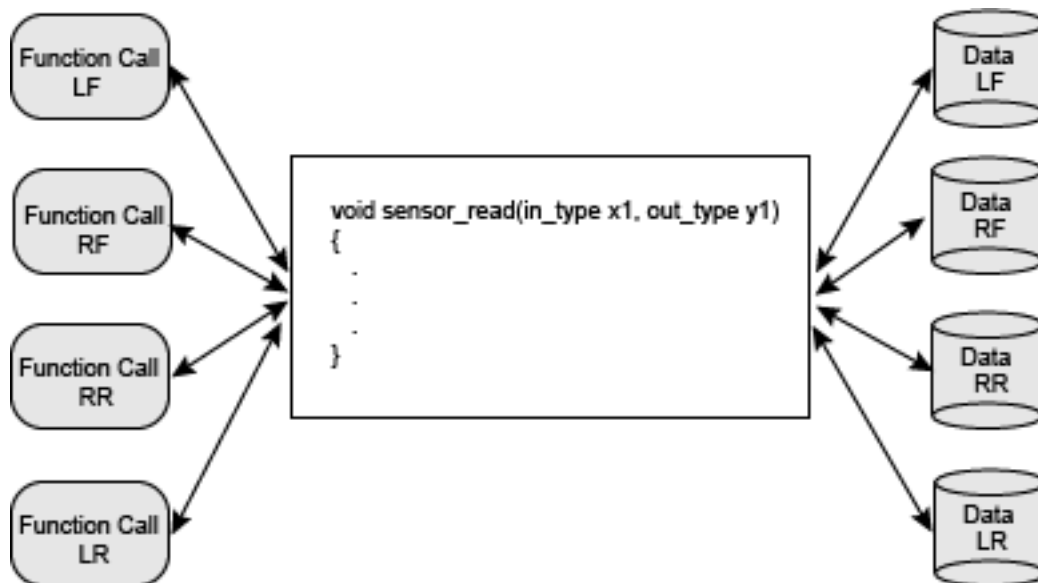 Function Call
LF
Function Call
RF
Function Call
RR
Function Call
LR
void sensor_read(in_type x1, out_type y1)
{
.
.
.
}
Data
LF
Data
RF
Data
RR
Data
LR